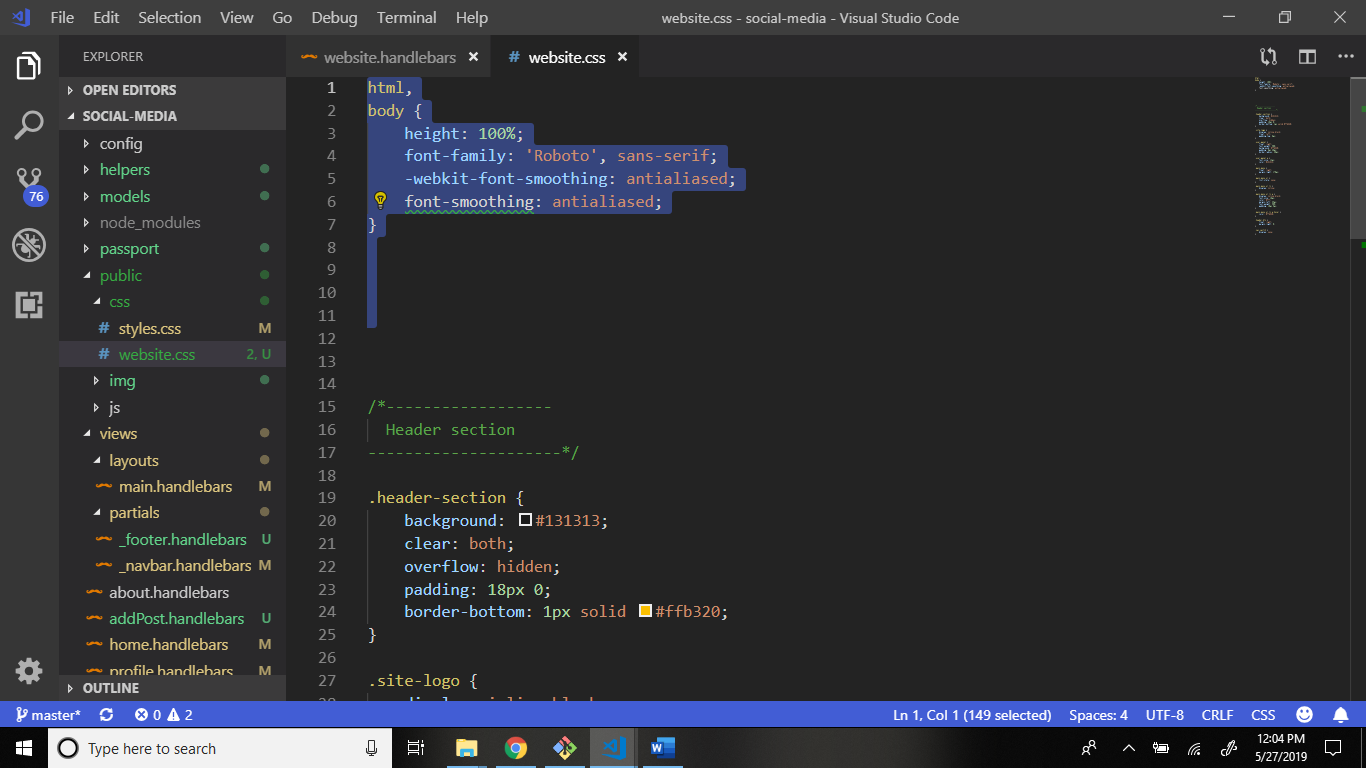 File Edit Selection View Go Debug Terminal Help
website.css - social-media - Visual Studio Code
EXPLORER
OPEN EDITORS
SOCIAL-MEDIA
config
helpers
models
node_modules
passport
public
css
styles.css M
website.css 2, U
img
js
views
layouts
main.handlebars M
partials
_footer.handlebars U
_navbar.handlebars M
about.handlebars
addPost.handlebars U
home.handlebars M
profile.handlebars M
OUTLINE
76
website.handlebars
# website.css
1 html,
2 body {
3 height: 100%;
4 font-family: 'Roboto', sans-serif;
5 -webkit-font-smoothing: antialiased;
6 font-smoothing: antialiased;
7 }
8
9
10
11
12
13
14
15 /*------------------
16 Header section
17 ---------------------*/
18
19 .header-section {
20 background: #131313;
21 clear: both;
22 overflow: hidden;
23 padding: 18px 0;
24 border-bottom: 1px solid #ffb320;
25 }
26
27 .site-logo {
master* 0 2
Ln 1, Col 1 (149 selected) Spaces: 4 UTF-8 CRLF CSS
Type here to search
12:04 PM
5/27/2019